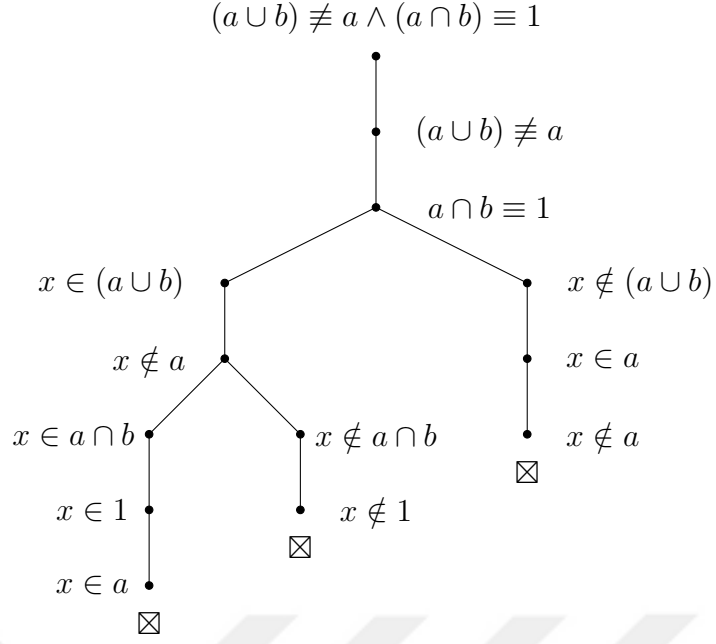 (a ∪ b) ≢ a ∧ (a ∩ b) ≡ 1
(a ∪ b) ≢ a
a ∩ b ≡ 1
x ∈ (a ∪ b)
x ∉ (a ∪ b)
x ∉ a
x ∈ a
x ∈ a ∩ b
x ∉ a ∩ b
x ∉ a
x ∈ 1
x ∉ 1
x ∈ a